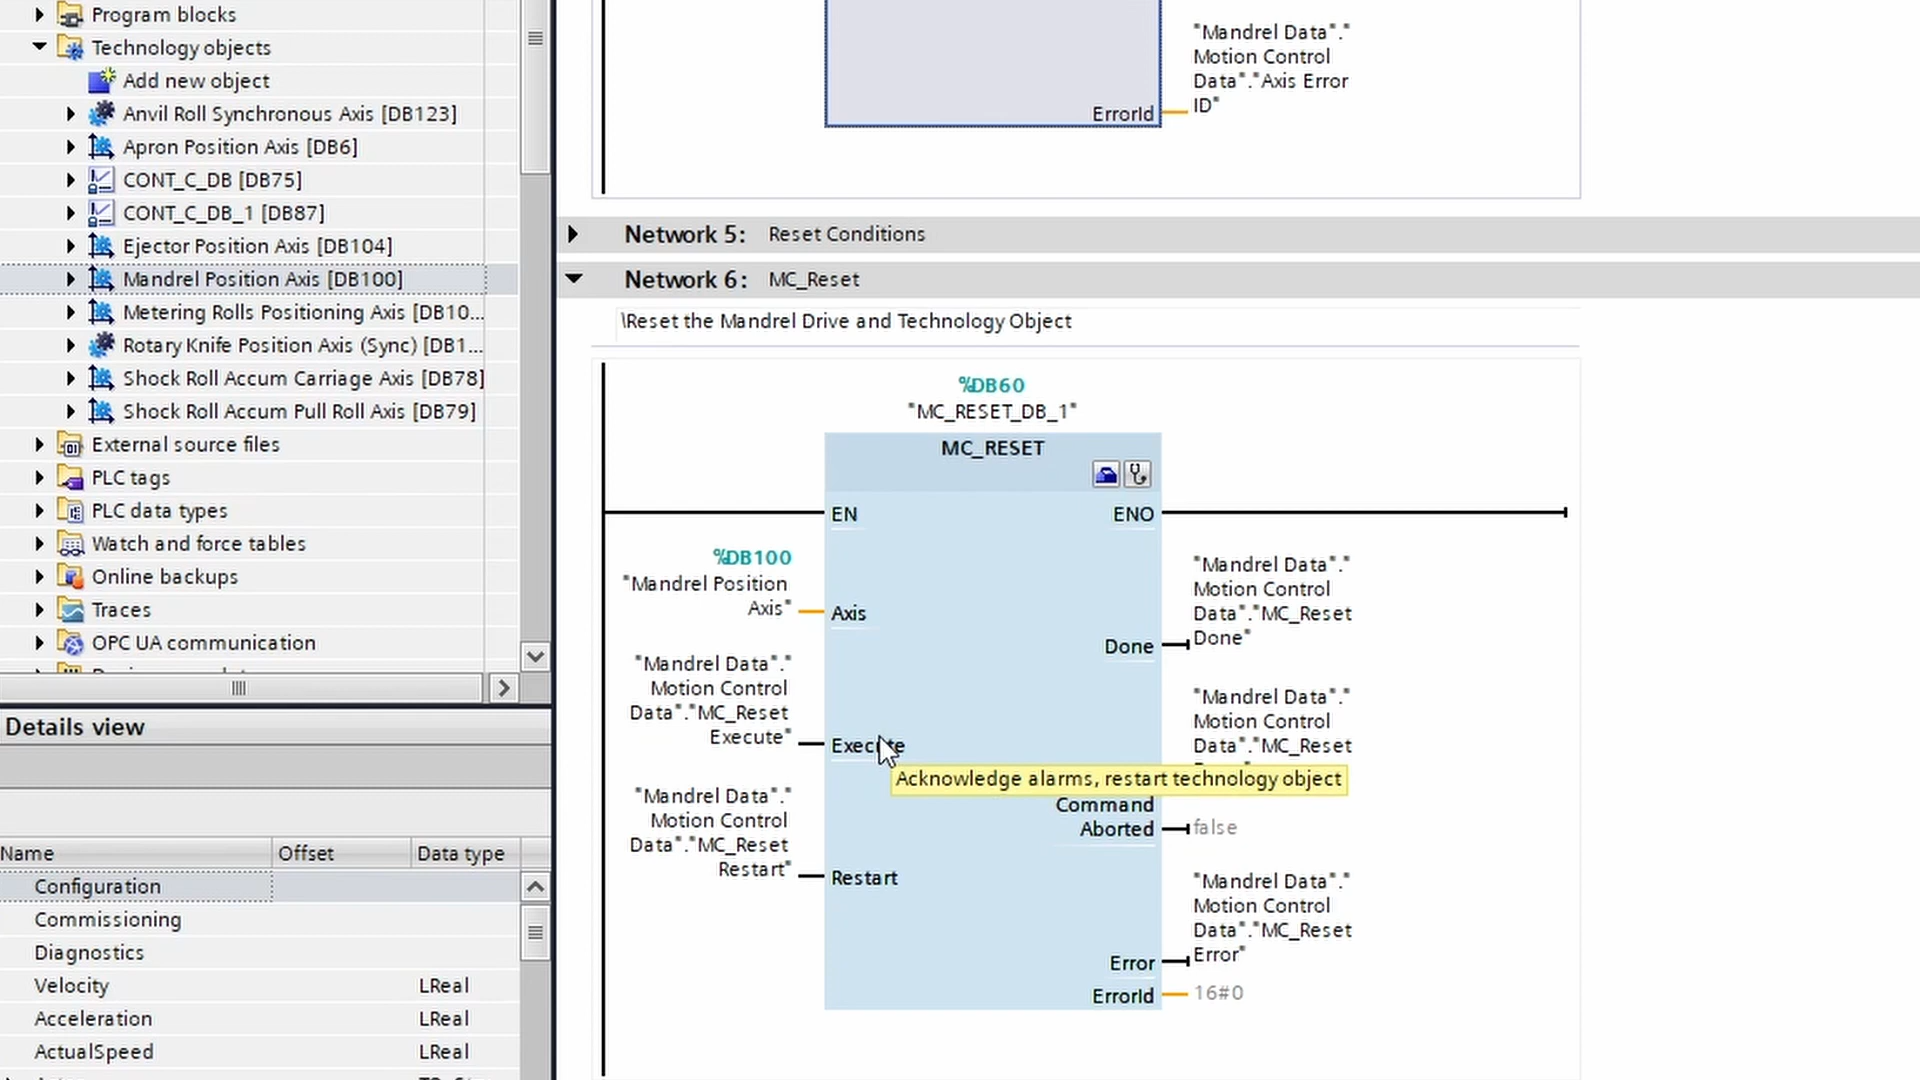 Program blocks
Technology objects
Add new object
Anvil Roll Synchronous Axis [DB123]
Apron Position Axis [DB6]
CONT_C_DB [DB75]
CONT_C_DB_1 [DB87]
Ejector Position Axis [DB104]
Mandrel Position Axis [DB100]
Metering Rolls Positioning Axis [DB10...
Rotary Knife Position Axis (Sync) [DB1...
Shock Roll Accum Carriage Axis [DB78]
Shock Roll Accum Pull Roll Axis [DB79]
External source files
PLC tags
PLC data types
Watch and force tables
Online backups
Traces
OPC UA communication
Details view
Name Offset Data type
Configuration
Commissioning
Diagnostics
Velocity LReal
Acceleration LReal
ActualSpeed LReal
"Mandrel Data"."
Motion Control
Data"."Axis Error
ID"
ErrorId
Network 5: Reset Conditions
Network 6: MC_Reset
\Reset the Mandrel Drive and Technology Object
%DB60
"MC_RESET_DB_1"
MC_RESET
EN ENO
%DB100
"Mandrel Position
Axis"
Axis
"Mandrel Data"."
Motion Control
Data"."MC_Reset
Done"
Done
"Mandrel Data"."
Motion Control
Data"."MC_Reset
Execute"
Execute
"Mandrel Data"."
Motion Control
Data"."MC_Reset
Acknowledge alarms, restart technology object
"Mandrel Data"."
Motion Control
Data"."MC_Reset
Restart"
Restart
Command
Aborted
false
"Mandrel Data"."
Motion Control
Data"."MC_Reset
Error"
Error
ErrorId
16#0